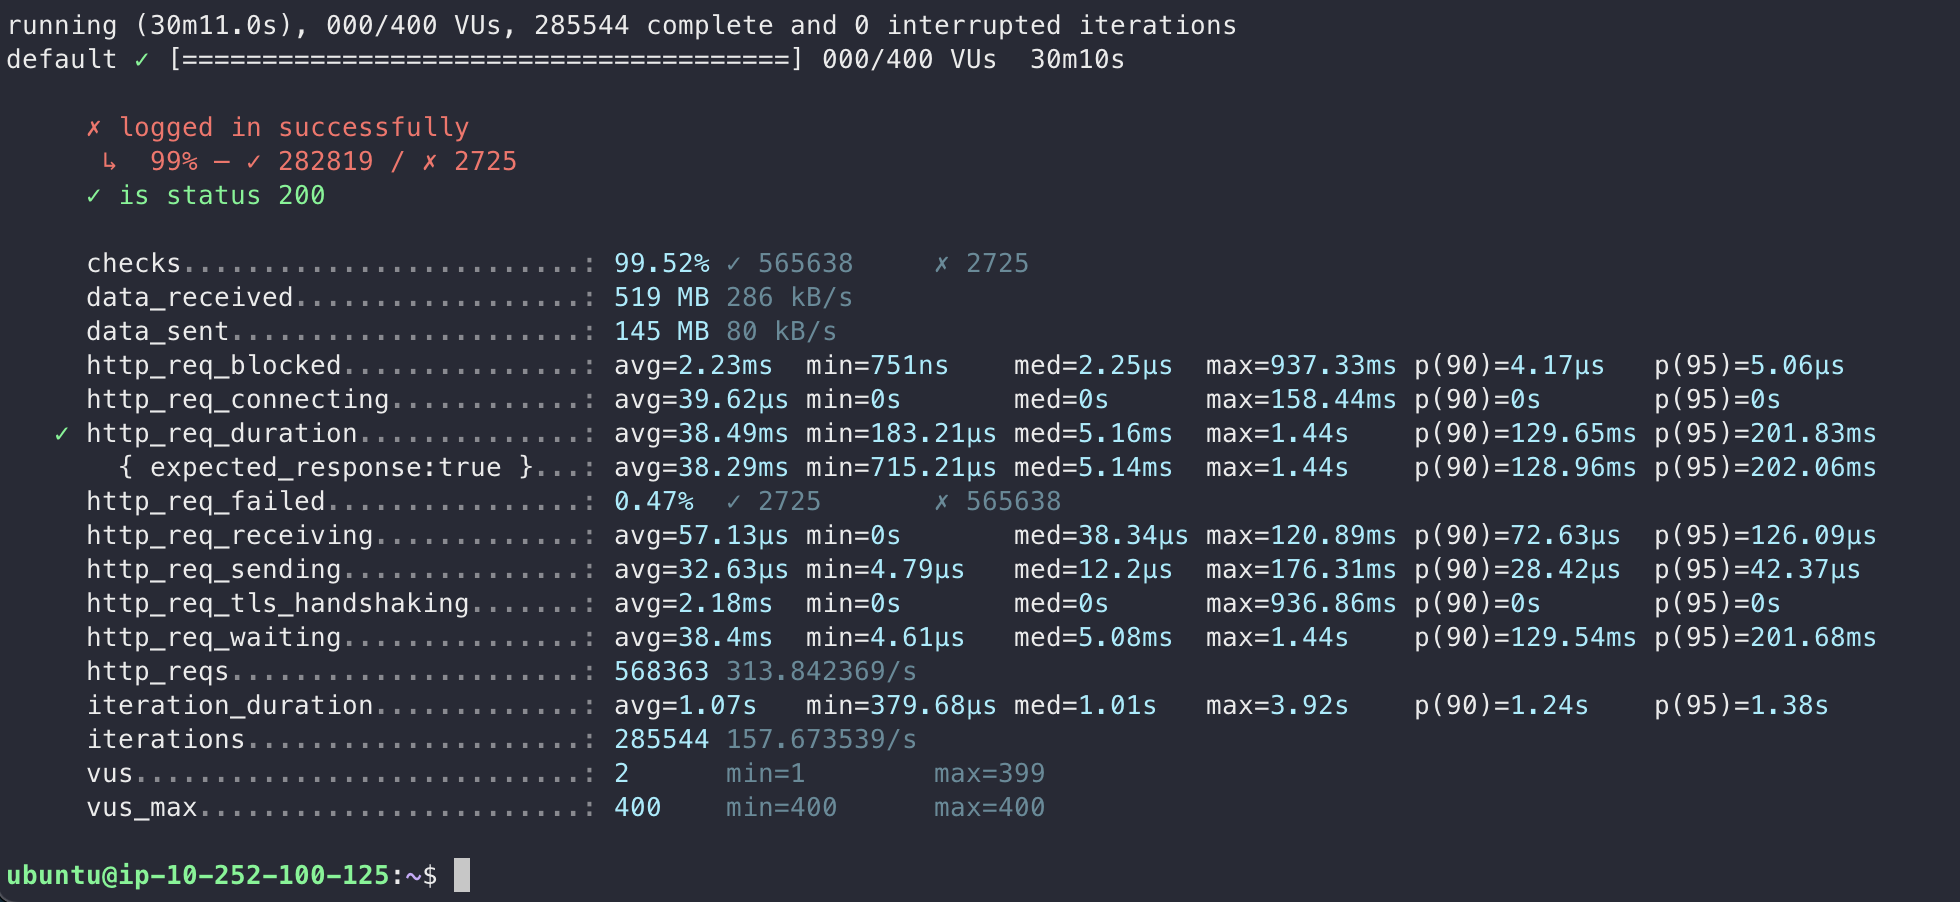 running (30m11.0s), 000/400 VUs, 285544 complete and 0 interrupted iterations
default ✓ [======================================] 000/400 VUs  30m10s

     ✗ logged in successfully
      ↳  99% — ✓ 282819 / ✗ 2725
     ✓ is status 200

     checks.........................: 99.52% ✓ 565638     ✗ 2725
     data_received..................: 519 MB 286 kB/s
     data_sent......................: 145 MB 80 kB/s
     http_req_blocked...............: avg=2.23ms  min=751ns    med=2.25µs  max=937.33ms p(90)=4.17µs   p(95)=5.06µs
     http_req_connecting............: avg=39.62µs min=0s       med=0s      max=158.44ms p(90)=0s       p(95)=0s
   ✓ http_req_duration..............: avg=38.49ms min=183.21µs med=5.16ms  max=1.44s    p(90)=129.65ms p(95)=201.83ms
       { expected_response:true }...: avg=38.29ms min=715.21µs med=5.14ms  max=1.44s    p(90)=128.96ms p(95)=202.06ms
     http_req_failed................: 0.47%  ✓ 2725       ✗ 565638
     http_req_receiving.............: avg=57.13µs min=0s       med=38.34µs max=120.89ms p(90)=72.63µs  p(95)=126.09µs
     http_req_sending...............: avg=32.63µs min=4.79µs   med=12.2µs  max=176.31ms p(90)=28.42µs  p(95)=42.37µs
     http_req_tls_handshaking.......: avg=2.18ms  min=0s       med=0s      max=936.86ms p(90)=0s       p(95)=0s
     http_req_waiting...............: avg=38.4ms  min=4.61µs   med=5.08ms  max=1.44s    p(90)=129.54ms p(95)=201.68ms
     http_reqs......................: 568363 313.842369/s
     iteration_duration.............: avg=1.07s   min=379.68µs med=1.01s   max=3.92s    p(90)=1.24s    p(95)=1.38s
     iterations.....................: 285544 157.673539/s
     vus............................: 2      min=1        max=399
     vus_max........................: 400    min=400      max=400

ubuntu@ip-10-252-100-125:~$